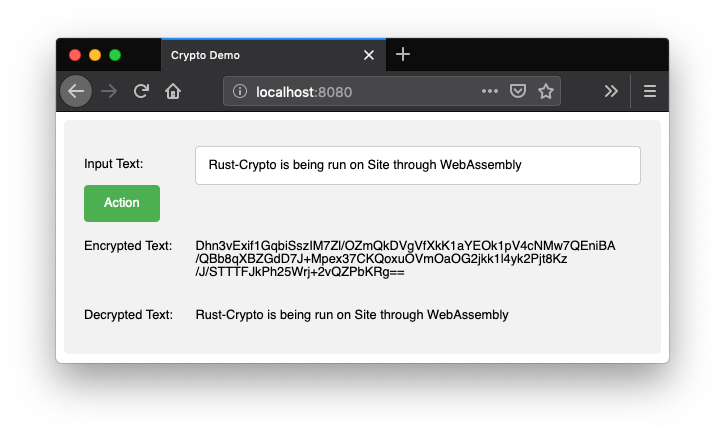 Crypto Demo
localhost:8080
Input Text:
Rust-Crypto is being run on Site through WebAssembly
Action
Encrypted Text:
Dhn3vExif1GqbiSszIM7Zl/OZmQkDVgVfXkK1aYEOk1pV4cNMw7QEniBA
/QBb8qXBZGdD7J+Mpex37CKQoxuOVmOaOG2jkk1l4yk2Pjt8Kz
/J/STTTFJkPh25Wrj+2vQZPbKRg==
Decrypted Text:
Rust-Crypto is being run on Site through WebAssembly